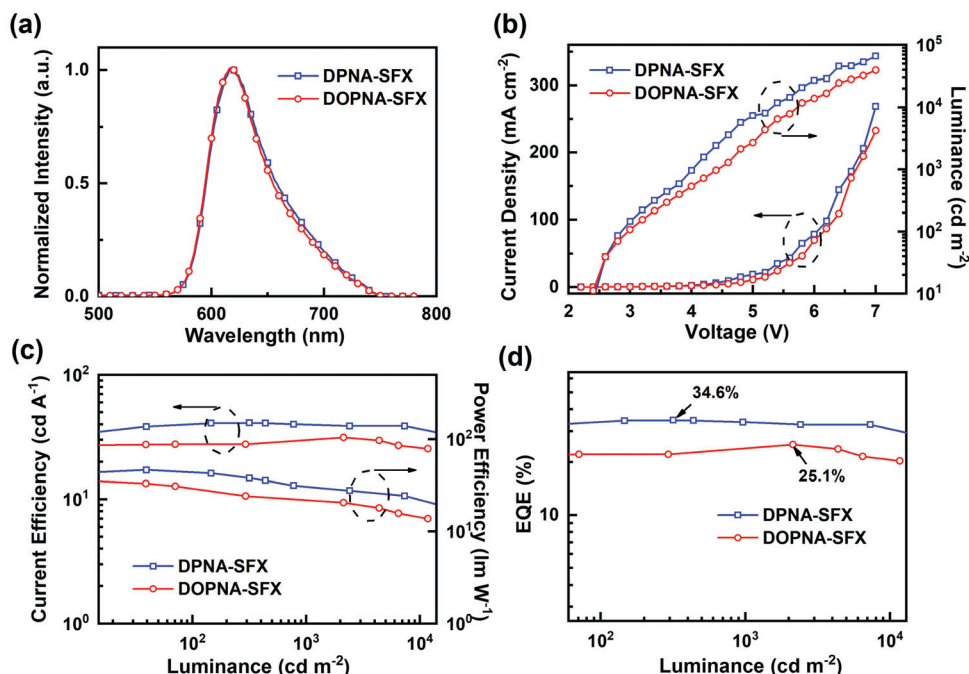 (a)
Normalized Intensity (a.u.)
1.0
0.5
0.0
DPNA-SFX
DOPNA-SFX
500 600 700 800
Wavelength (nm)
(b)
Current Density (mA cm-2)
300
250
200
150
100
50
0
DPNA-SFX
DOPNA-SFX
10⁵
10⁴
10³
10²
10¹
Luminance (cd m-2)
2 3 4 5 6 7
Voltage (V)
(c)
Current Efficiency (cd A-1)
10²
10¹
10⁰
DPNA-SFX
DOPNA-SFX
10²
10¹
10⁰
Power Efficiency (lm W-1)
10² 10³ 10⁴
Luminance (cd m-2)
(d)
EQE (%)
10
34.6%
25.1%
DPNA-SFX
DOPNA-SFX
10² 10³ 10⁴
Luminance (cd m-2)